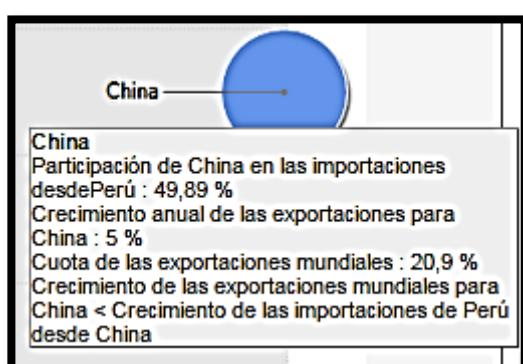 China
China
Participación de China en las importaciones
desdePerú : 49,89 %
Crecimiento anual de las exportaciones para
China : 5 %
Cuota de las exportaciones mundiales : 20,9 %
Crecimiento de las exportaciones mundiales para
China < Crecimiento de las importaciones de Perú
desde China